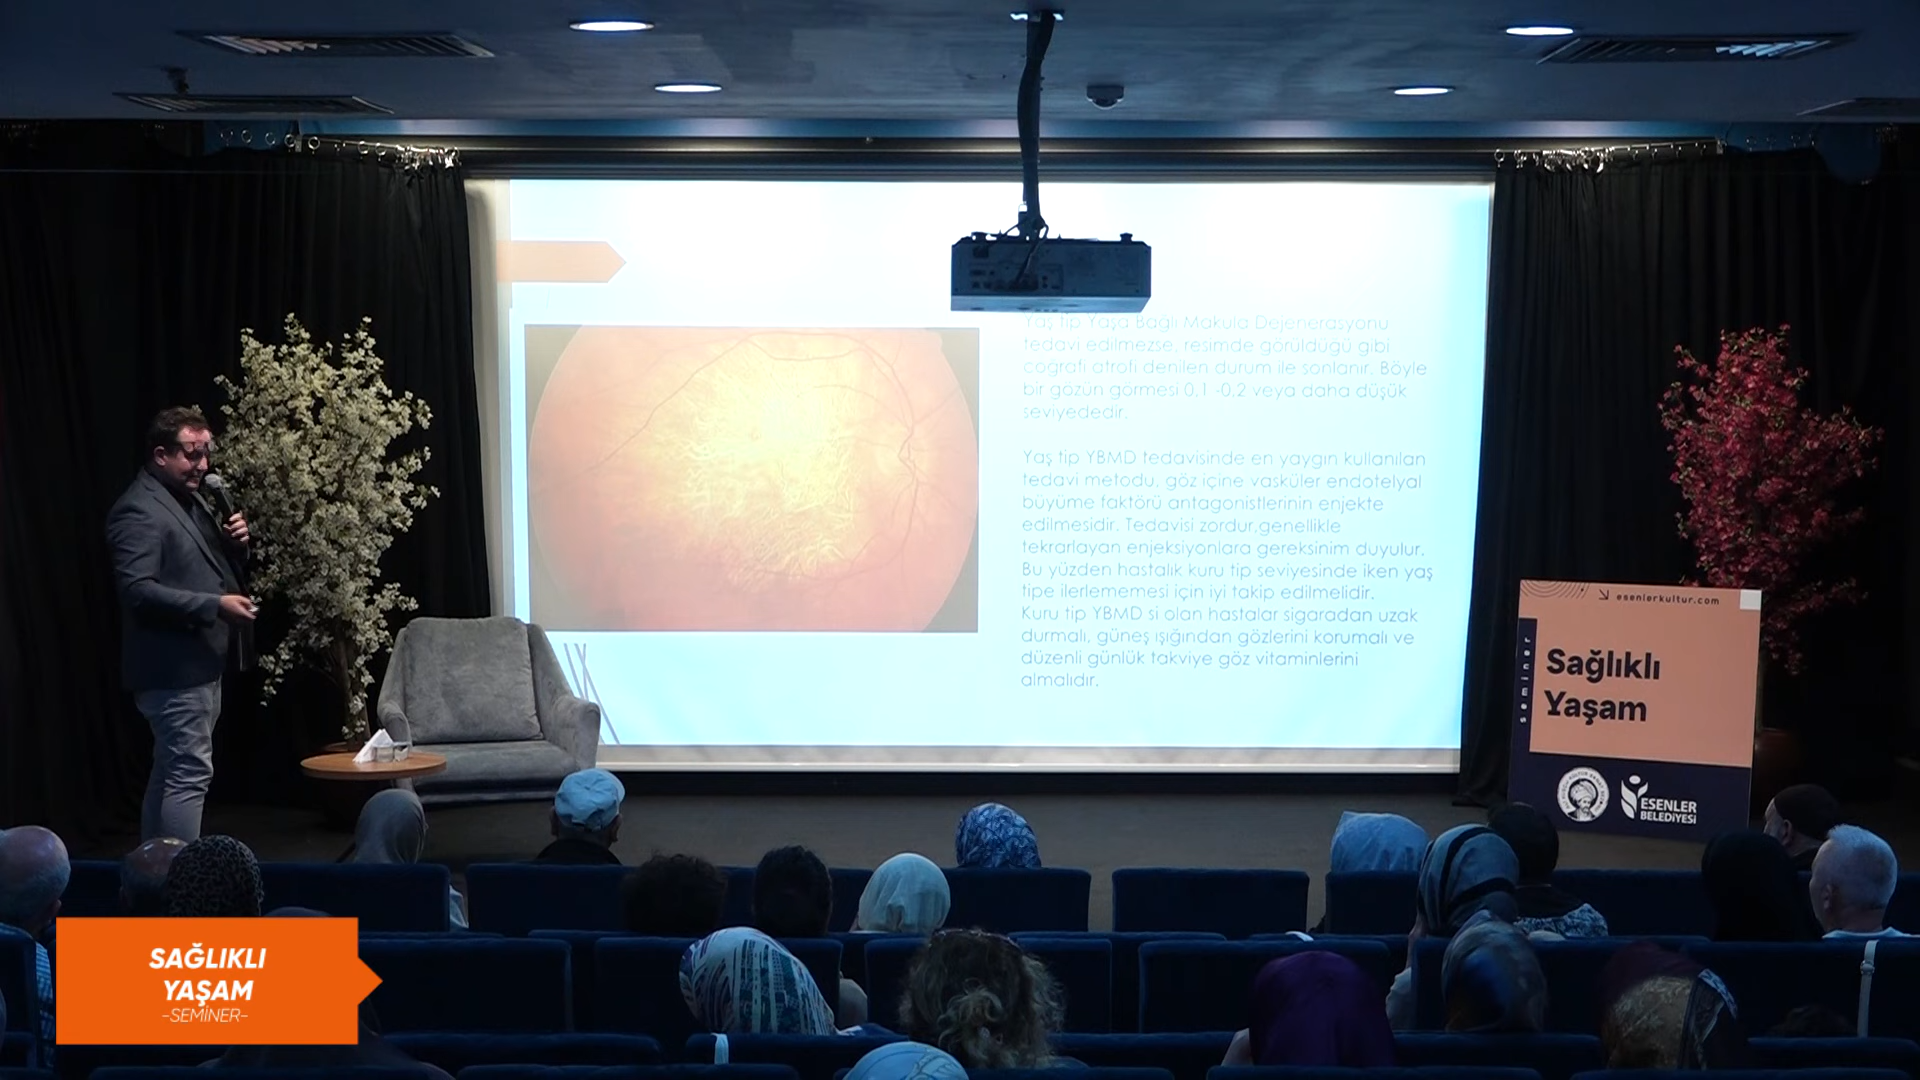 Yaş tip Yaşa Bağlı Makula Dejenerasyonu
tedavi edilmezse, resimde görüldüğü gibi
coğrafi atrofi denilen durum ile sonlanır. Böyle
bir gözün görmesi 0,1 -0,2 veya daha düşük
seviyededir.
Yaş tip YBMD tedavisinde en yaygın kullanılan
tedavi metodu, göz içine vasküler endotelyal
büyüme faktörü antagonistlerinin enjekte
edilmesidir. Tedavisi zordur,genellikle
tekrarlayan enjeksiyonlara gereksinim duyulur.
Bu yüzden hastalık kuru tip seviyesinde iken yaş
tipe ilerlememesi için iyi takip edilmelidir.
Kuru tip YBMD si olan hastalar sigaradan uzak
durmalı, güneş ışığından gözlerini korumalı ve
düzenli günlük takviye göz vitaminlerini
almalıdır.
esenlerkultur.com
seminer
Sağlıklı
Yaşam
ESENLER
BELEDİYESİ
SAĞLIKLI
YAŞAM
-SEMİNER-